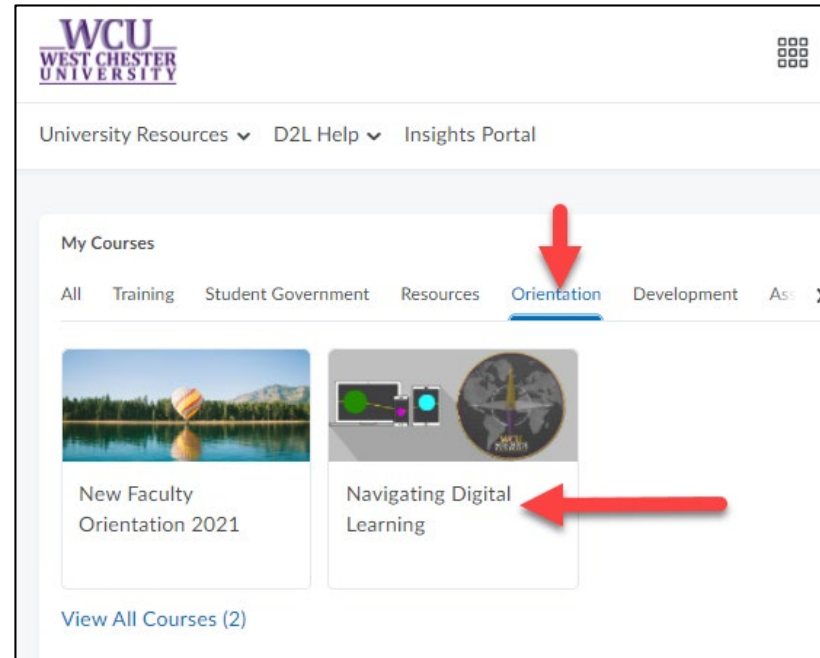 WCU
WEST CHESTER
UNIVERSITY
University Resources D2L Help Insights Portal
My Courses
All Training Student Government Resources Orientation Development Ass
New Faculty
Orientation 2021
Navigating Digital
Learning
View All Courses (2)